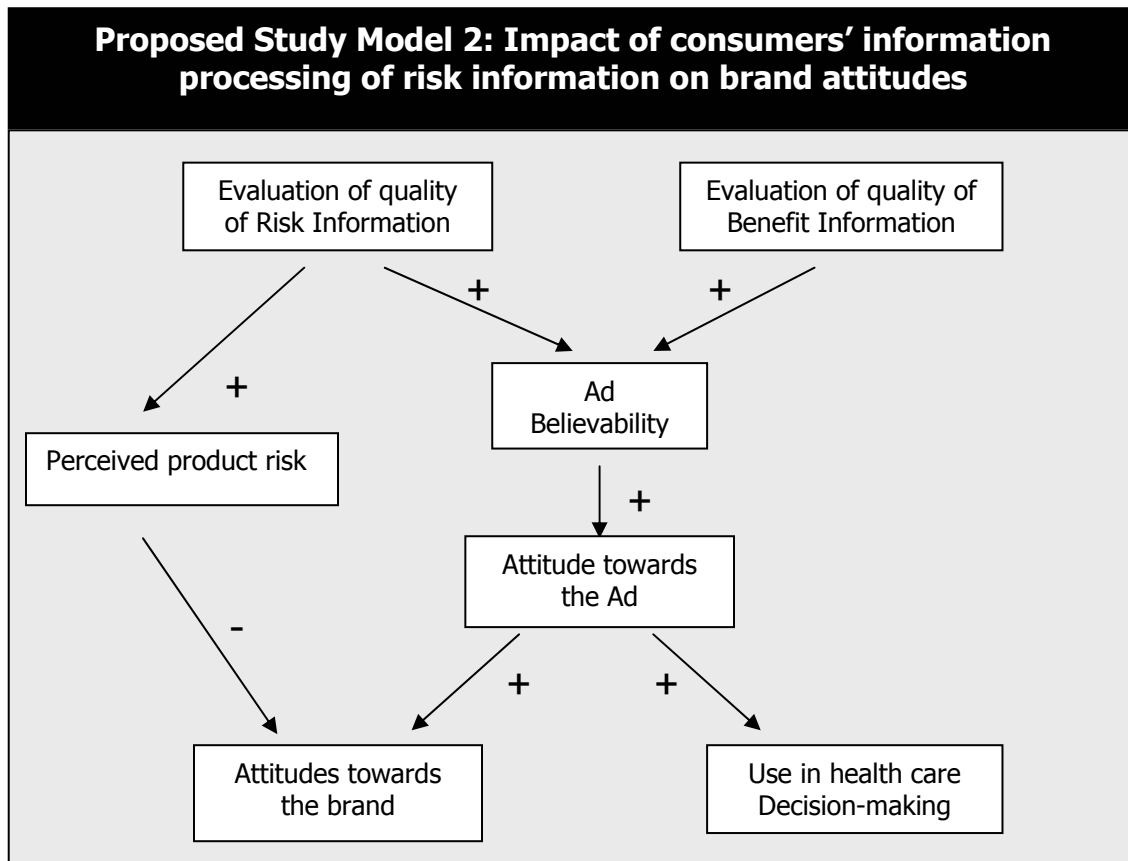 Proposed Study Model 2: Impact of consumers’ information
processing of risk information on brand attitudes
Evaluation of quality
of Risk Information
Evaluation of quality of
Benefit Information
+
+
+
Ad
Believability
Perceived product risk
+
Attitude towards
the Ad
-
+
+
Attitudes towards
the brand
Use in health care
Decision-making